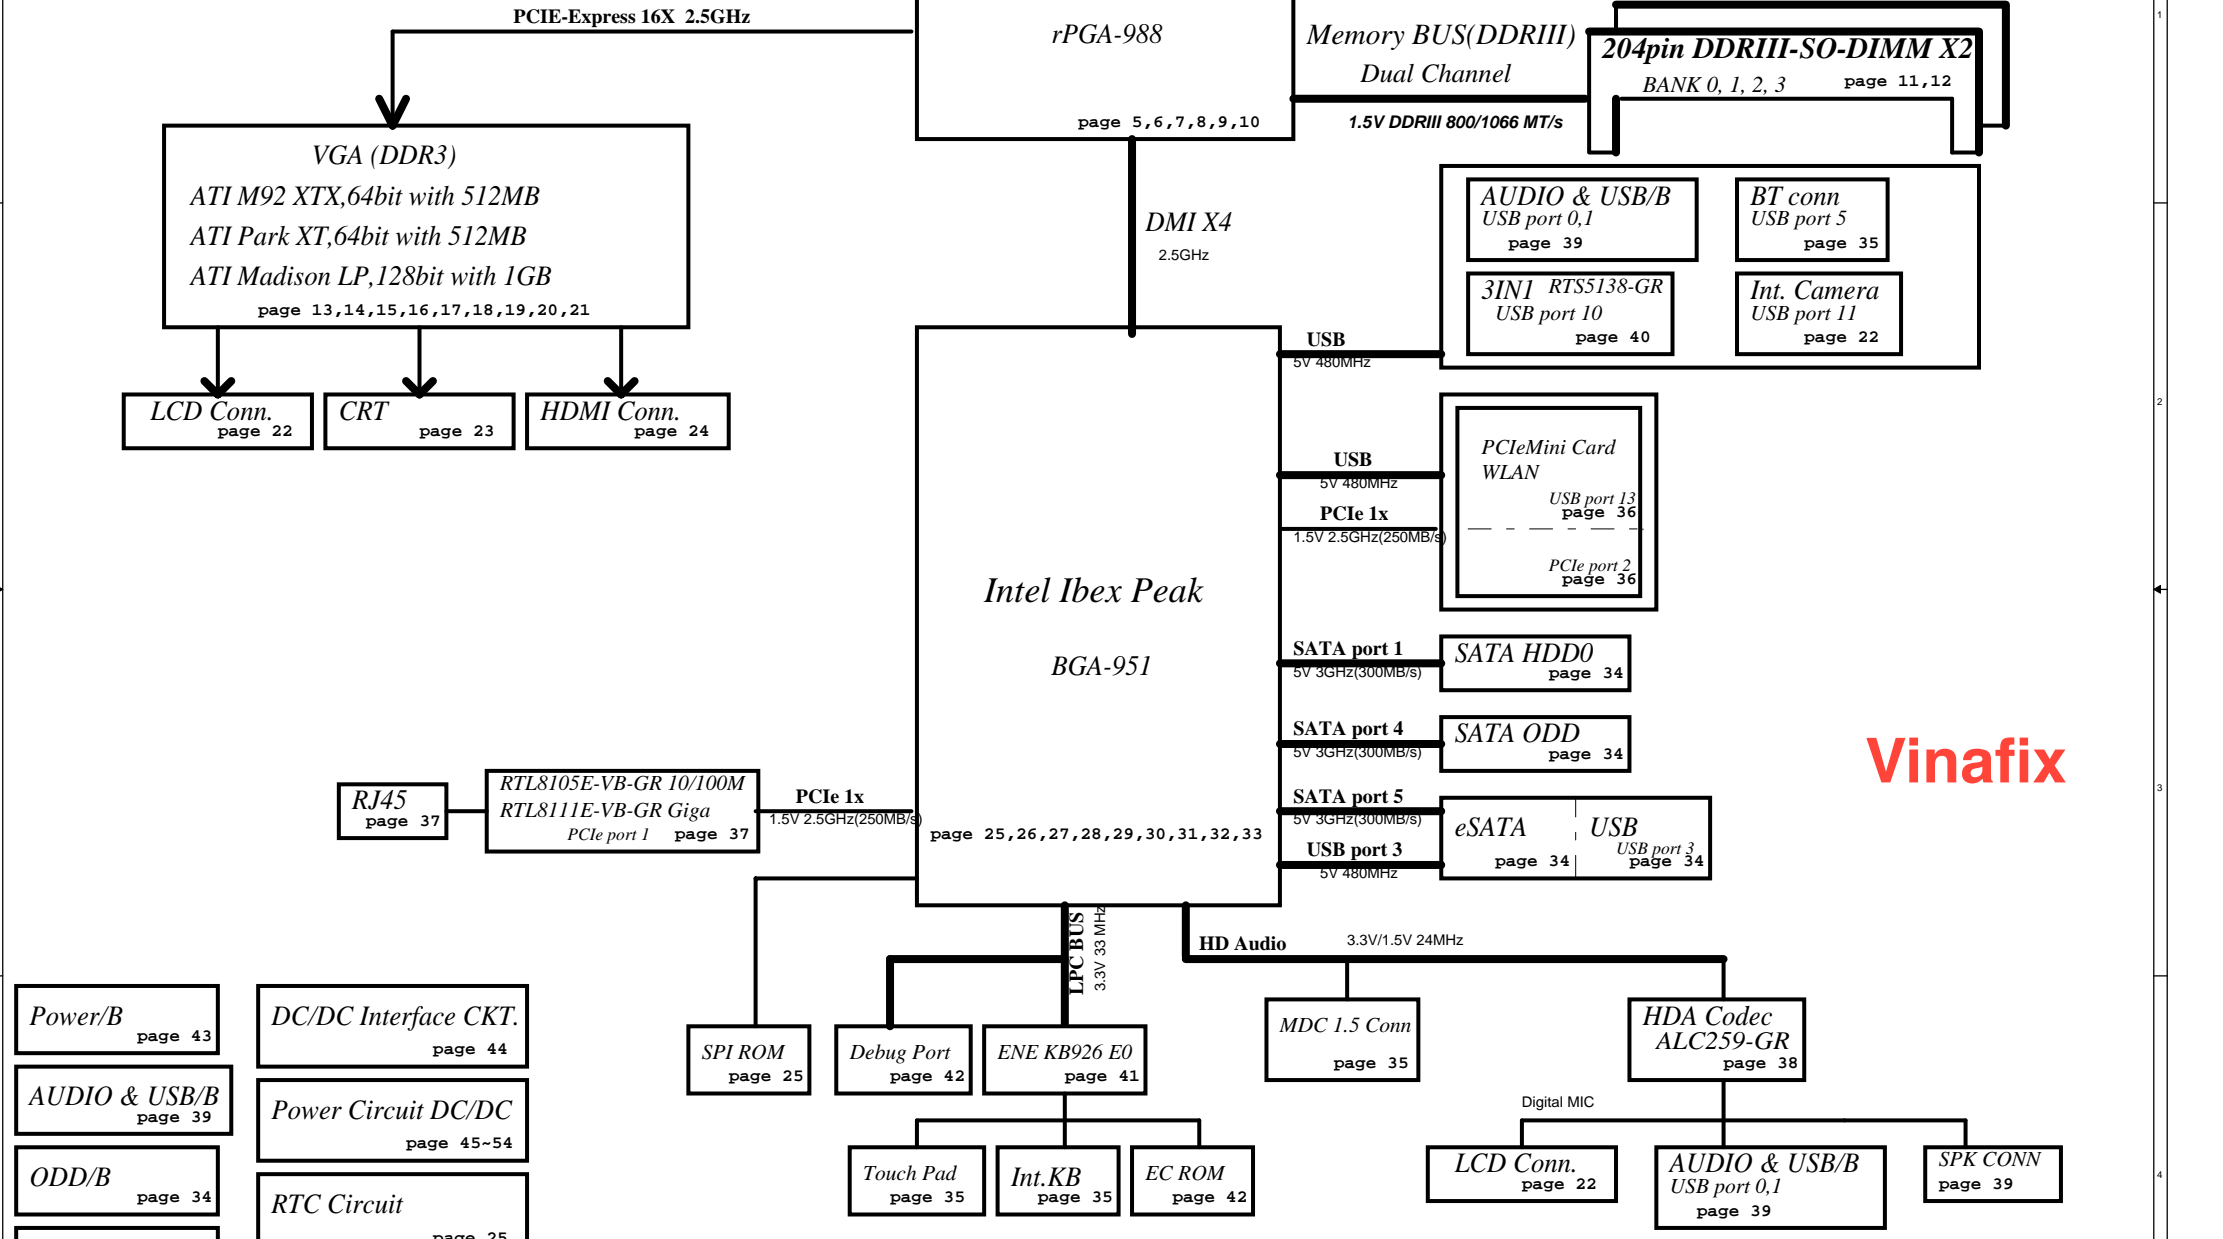 PCIE-Express 16X 2.5GHz
rPGA-988
page 5,6,7,8,9,10
Memory BUS(DDRIII)
Dual Channel
1.5V DDRIII 800/1066 MT/s
204pin DDRIII-SO-DIMM X2
BANK 0, 1, 2, 3 page 11,12
1
VGA (DDR3)
ATI M92 XTX,64bit with 512MB
ATI Park XT,64bit with 512MB
ATI Madison LP,128bit with 1GB
page 13,14,15,16,17,18,19,20,21
DMI X4
2.5GHz
AUDIO & USB/B
USB port 0,1
page 39
BT conn
USB port 5
page 35
3IN1 RTS5138-GR
USB port 10
page 40
Int. Camera
USB port 11
page 22
USB
5V 480MHz
LCD Conn.
page 22
CRT
page 23
HDMI Conn.
page 24
2
USB
5V 480MHz
PCIe 1x
1.5V 2.5GHz(250MB/s)
PCIeMini Card
WLAN
USB port 13
page 36
PCIe port 2
page 36
Intel Ibex Peak
BGA-951
page 25,26,27,28,29,30,31,32,33
SATA port 1
5V 3GHz(300MB/s)
SATA HDD0
page 34
SATA port 4
5V 3GHz(300MB/s)
SATA ODD
page 34
Vinafix
3
RJ45
page 37
RTL8105E-VB-GR 10/100M
RTL8111E-VB-GR Giga
PCIe port 1 page 37
PCIe 1x
1.5V 2.5GHz(250MB/s)
SATA port 5
5V 3GHz(300MB/s)
USB port 3
5V 480MHz
eSATA
page 34
USB
USB port 3
page 34
LPC BUS
3.3V 33 MHz
HD Audio
3.3V/1.5V 24MHz
Power/B
page 43
DC/DC Interface CKT.
page 44
SPI ROM
page 25
Debug Port
page 42
ENE KB926 E0
page 41
MDC 1.5 Conn
page 35
HDA Codec
ALC259-GR
page 38
AUDIO & USB/B
page 39
Power Circuit DC/DC
page 45~54
Digital MIC
ODD/B
page 34
RTC Circuit
page 25
Touch Pad
page 35
Int.KB
page 35
EC ROM
page 42
LCD Conn.
page 22
AUDIO & USB/B
USB port 0,1
page 39
SPK CONN
page 39
4